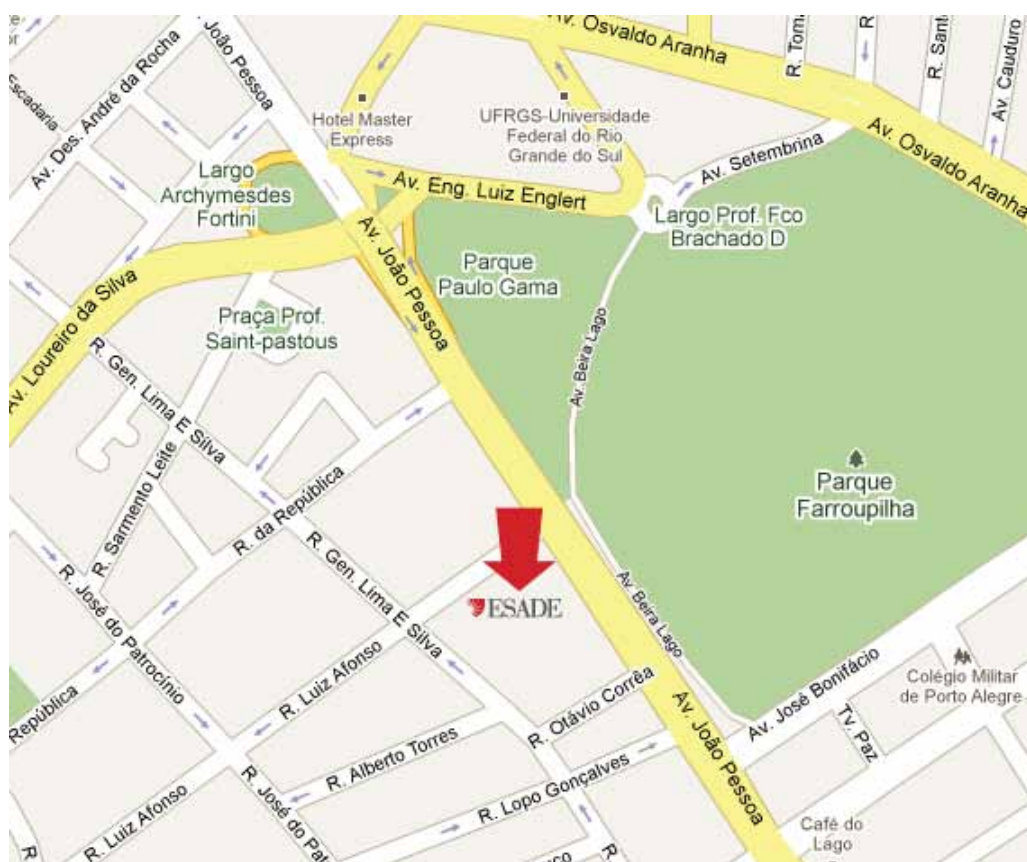 Av. Osvaldo Aranha
R. Toma
R
R. Sant
Av. Cauduro
João Pessoa
Escadaria
or
Av. Des. André da Rocha
Hotel Master
Express
UFRGS-Universidade
Federal do Rio
Grande do Sul
Av. Setembrina
Av. Osvaldo Aranha
Largo
Archymesdes
Fortini
Av. Eng. Luiz Englert
Largo Prof. Fco
Brachado D
Av. João Pessoa
Parque
Paulo Gama
Av. Loureiro da Silva
Praça Prof.
Saint-pastous
Av. Beira Lago
R. Gen. Lima E Silva
R. Sarmento Leite
R. da República
Parque
Farroupilha
R. Gen. Lima E Silva
ESADE
R. José do Patrocínio
Av. Beira Lago
República
R. Luiz Afonso
R. Otávio Corrêa
Av. João Pessoa
Av. José Bonifácio
Colégio Militar
de Porto Alegre
Tv. Paz
R. Alberto Torres
R. Lopo Gonçalves
R. José do Pat
R. Luiz Afonso
Café do
Lago
R
R
uco